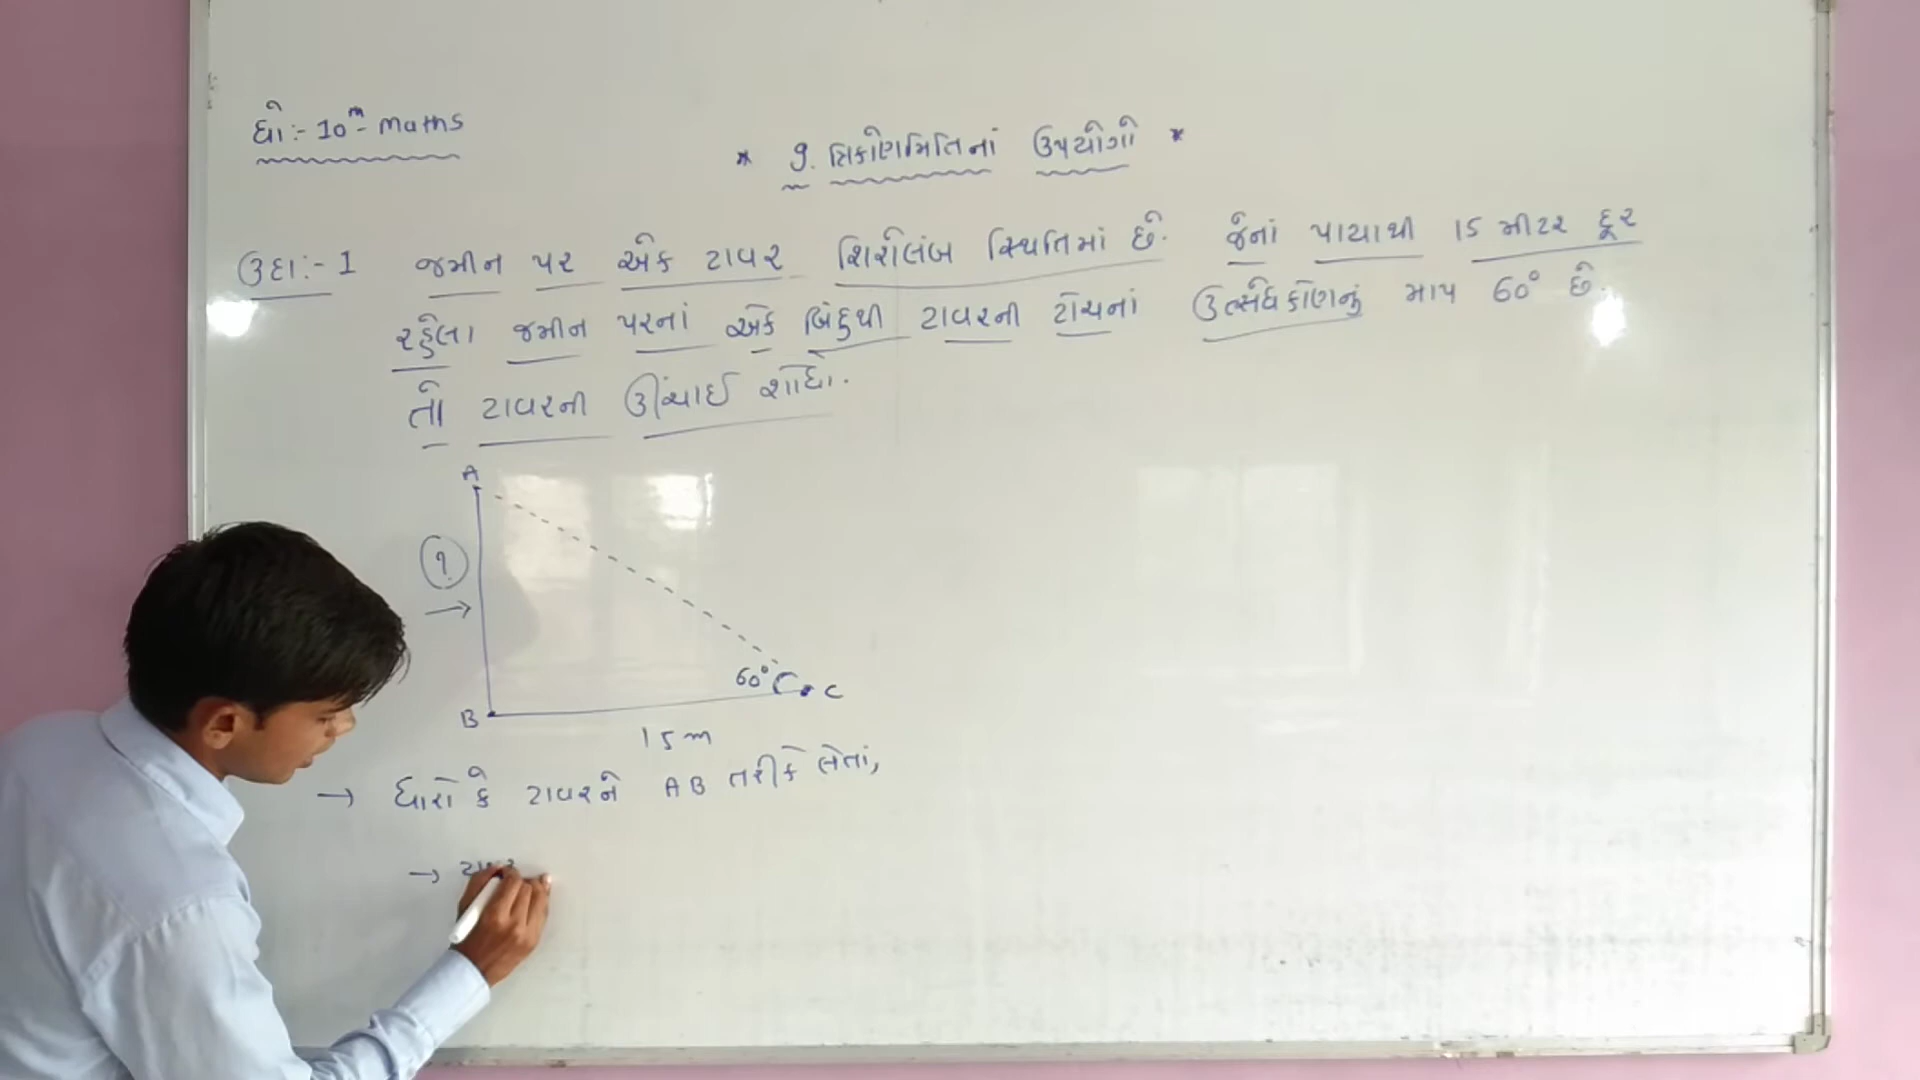 ધો:- 10th - Maths
* 9. ત્રિકોણમિતિનાં ઉપયોગો *
ઉદા:- 1 જમીન પર એક ટાવર શિરોલંબ સ્થિતિમાં છે. જેનાં પાયાથી 15 મીટર દૂર
રહેલા જમીન પરનાં એક બિંદુથી ટાવરની ટોચનાં ઉત્સેધકોણનું માપ 60° છે.
તો ટાવરની ઊંચાઈ શોધો.
A
?
→
60° C
B
15 m
→ ધારો કે ટાવરને AB તરીકે લેતાં,
→ ટાવર